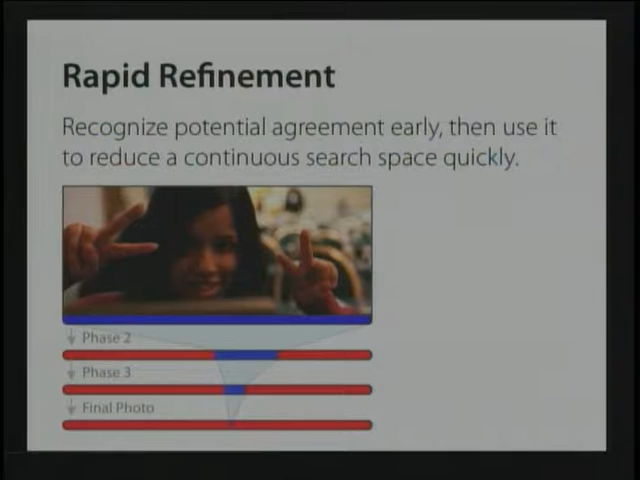 Rapid Refinement
Recognize potential agreement early, then use it
to reduce a continuous search space quickly.
Phase 2
Phase 3
Final Photo